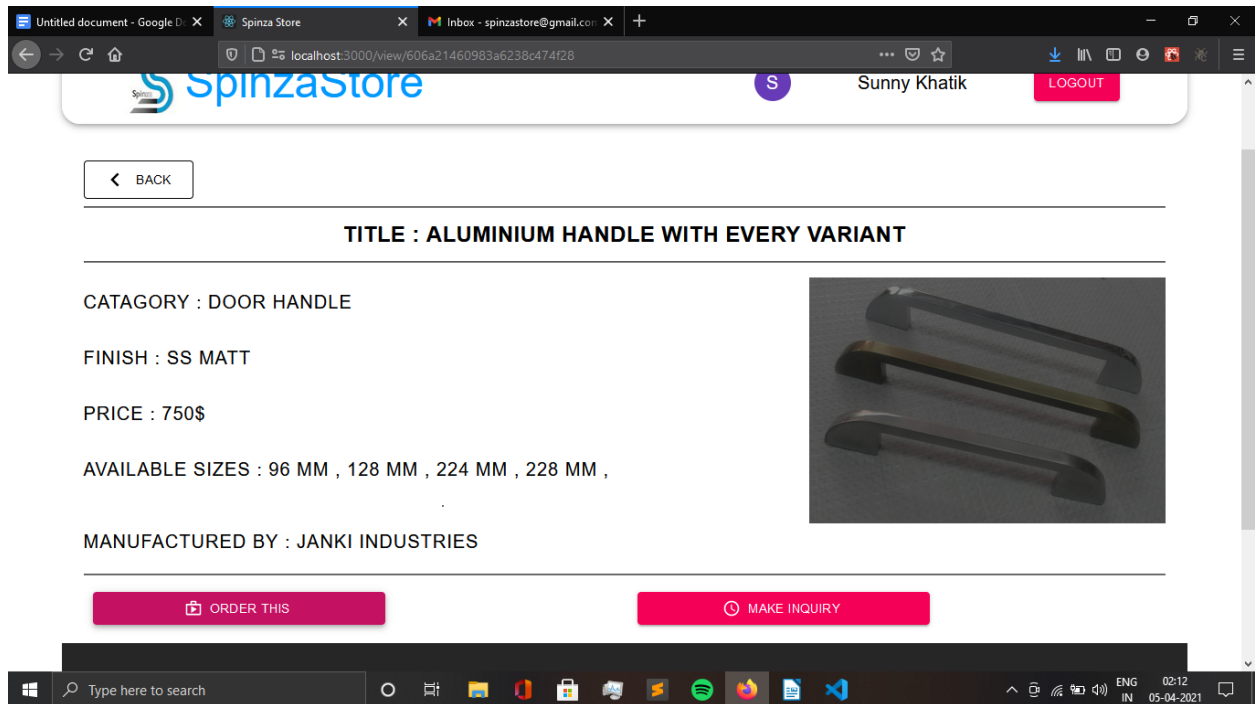 Untitled document - Google Do
Spinza Store
Inbox - spinzastore@gmail.com
localhost:3000/view/606a21460983a6238c474f28
Spinza
SpinzaStore
S
Sunny Khatik
LOGOUT
BACK
TITLE : ALUMINIUM HANDLE WITH EVERY VARIANT
CATAGORY : DOOR HANDLE
FINISH : SS MATT
PRICE : 750$
AVAILABLE SIZES : 96 MM , 128 MM , 224 MM , 228 MM ,
.
MANUFACTURED BY : JANKI INDUSTRIES
ORDER THIS
MAKE INQUIRY
Type here to search
ENG
IN
02:12
05-04-2021